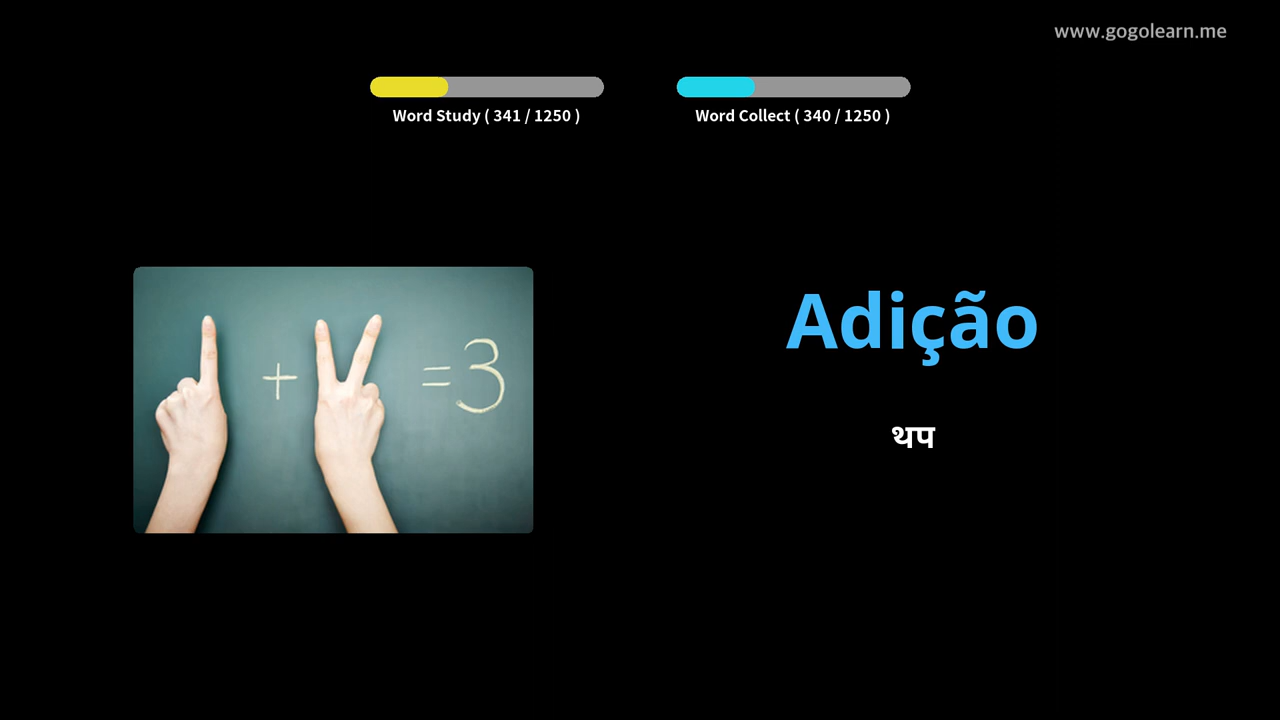 www.gogolearn.me
Word Study ( 341 / 1250 )
Word Collect ( 340 / 1250 )
+ = 3
Adição
थप